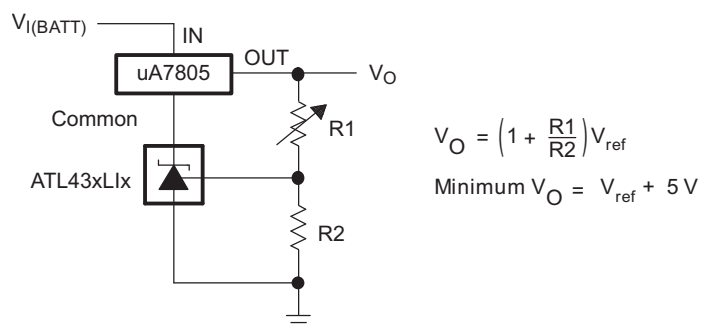 V_I(BATT)
IN
OUT
uA7805
V_O
Common
R1
ATL43xLIx
R2
V_O = (1 + R1/R2)V_ref
Minimum V_O = V_ref + 5 V